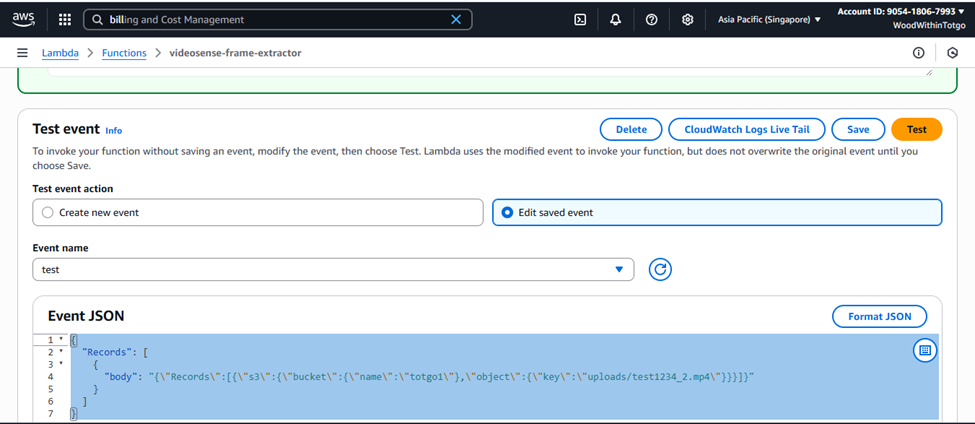 aws
billing and Cost Management
Asia Pacific (Singapore)
Account ID: 9054-1806-7993
WoodWithinTotgo
Lambda > Functions > videosense-frame-extractor
Test event Info
Delete
CloudWatch Logs Live Tail
Save
Test
To invoke your function without saving an event, modify the event, then choose Test. Lambda uses the modified event to invoke your function, but does not overwrite the original event until you
choose Save.
Test event action
Create new event
Edit saved event
Event name
test
Event JSON
Format JSON
1 {
2 "Records": [
3 {
4 "body": "{\"Records\":[{\"s3\":{\"bucket\":{\"name\":\"totgo1\"},\"object\":{\"key\":\"uploads/test1234_2.mp4\"}}}]}"
5 }
6 ]
7 }